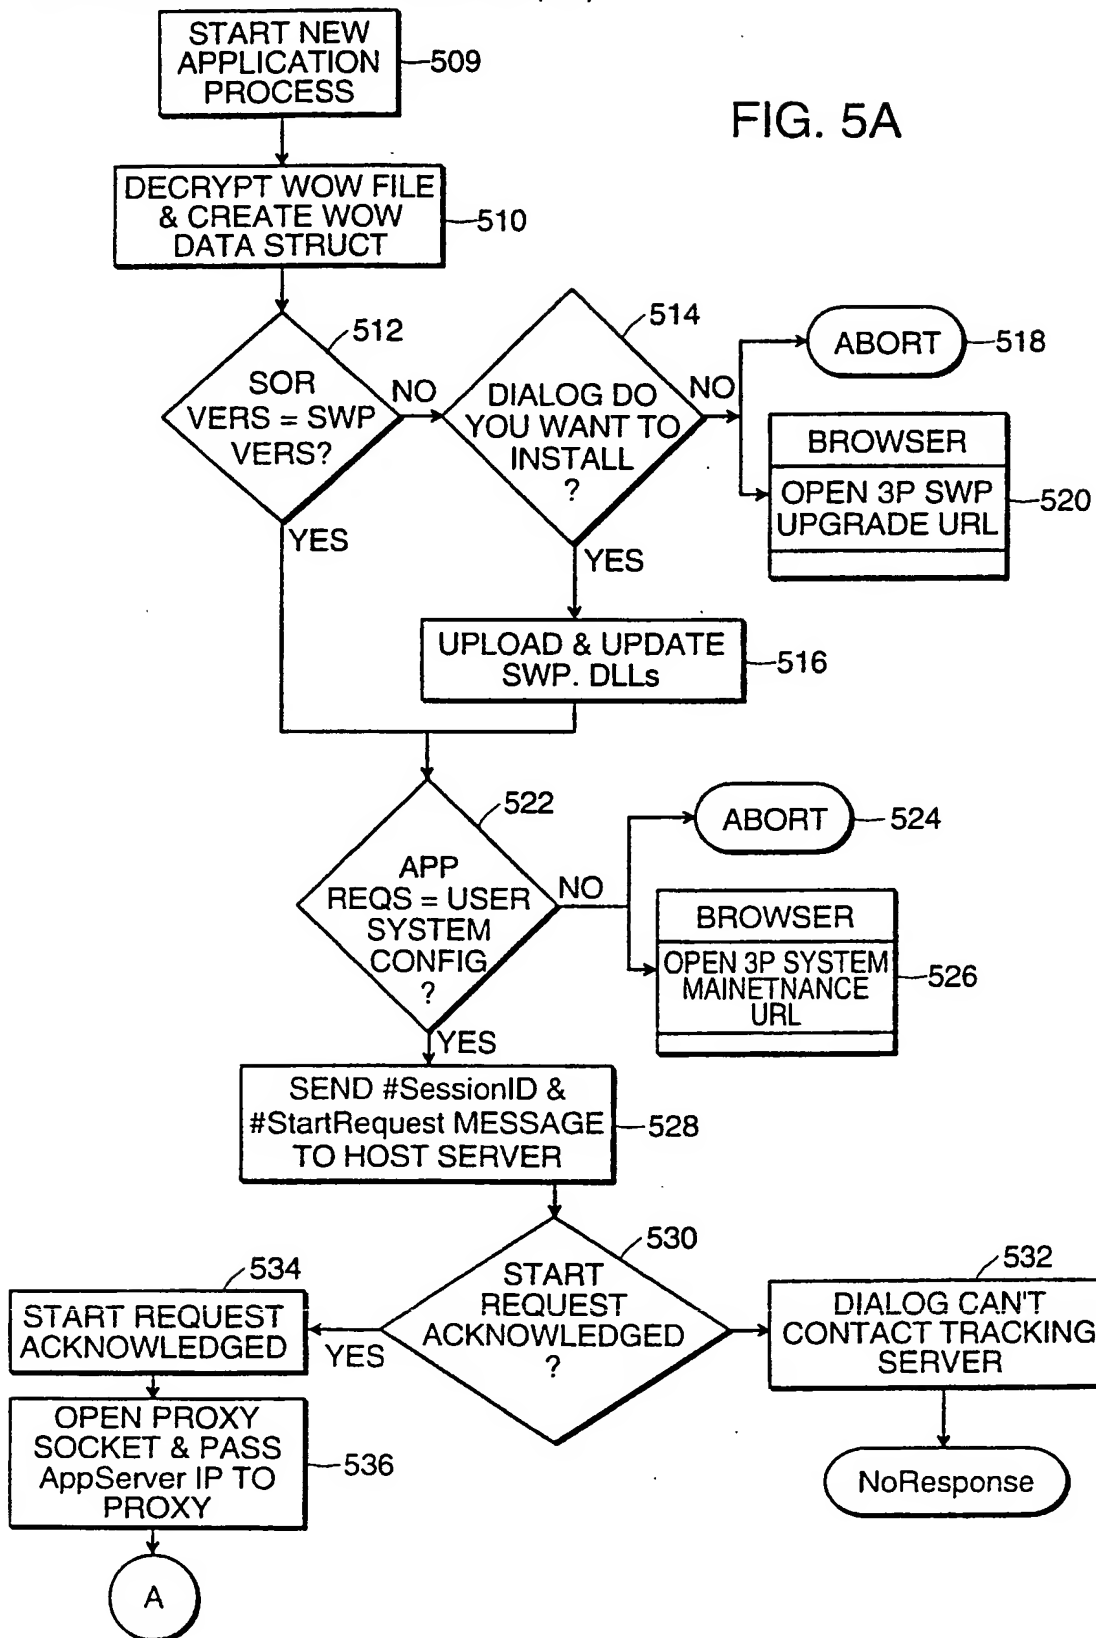 START NEW
APPLICATION
PROCESS
509
FIG. 5A
DECRYPT WOW FILE
& CREATE WOW
DATA STRUCT
510
512
SOR
VERS = SWP
VERS?
NO
YES
514
DIALOG DO
YOU WANT TO
INSTALL
?
NO
YES
ABORT
518
BROWSER
OPEN 3P SWP
UPGRADE URL
520
UPLOAD & UPDATE
SWP. DLLs
516
522
APP
REQS = USER
SYSTEM
CONFIG
?
NO
YES
ABORT
524
BROWSER
OPEN 3P SYSTEM
MAINETNANCE
URL
526
SEND #SessionID &
#StartRequest MESSAGE
TO HOST SERVER
528
530
START
REQUEST
ACKNOWLEDGED
?
YES
532
DIALOG CAN'T
CONTACT TRACKING
SERVER
NoResponse
534
START REQUEST
ACKNOWLEDGED
OPEN PROXY
SOCKET & PASS
AppServer IP TO
PROXY
536
A